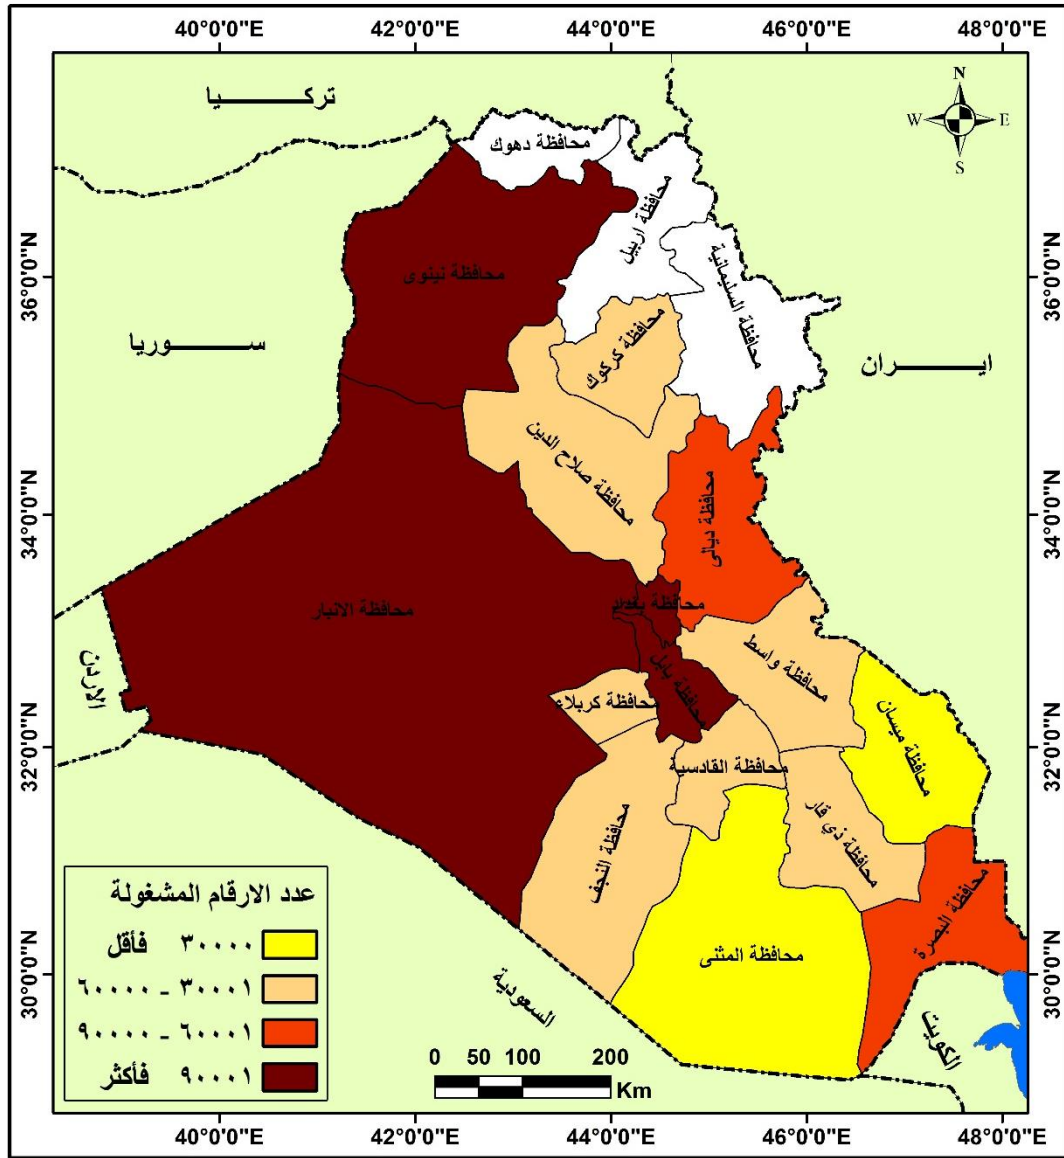 40°0'0"E 42°0'0"E 44°0'0"E 46°0'0"E 48°0'0"E
N
W E
S
تركـــــــيا
محافظة دهوك
محافظة اربيل
محافظة السليمانية
محافظة نينوى
36°0'0"N 36°0'0"N
محافظة كركوك
ســـــوريا
ايـــــران
محافظة صلاح الدين
محافظة ديالى
34°0'0"N 34°0'0"N
محافظة الانبار
محافظة بغداد
محافظة واسط
محافظة بابل
الاردن
محافظة كربلاء
محافظة ميسان
32°0'0"N 32°0'0"N
محافظة القادسية
محافظة ذي قار
محافظة النجف
محافظة البصرة
محافظة المثنى
30°0'0"N 30°0'0"N
السعودية
الكويت
عدد الارقام المشغولة
٣٠٠٠٠ فأقل
٣٠٠٠١ - ٦٠٠٠٠
٦٠٠٠١ - ٩٠٠٠٠
٩٠٠٠١ فأكثر
0 50 100 200
Km
40°0'0"E 42°0'0"E 44°0'0"E 46°0'0"E 48°0'0"E